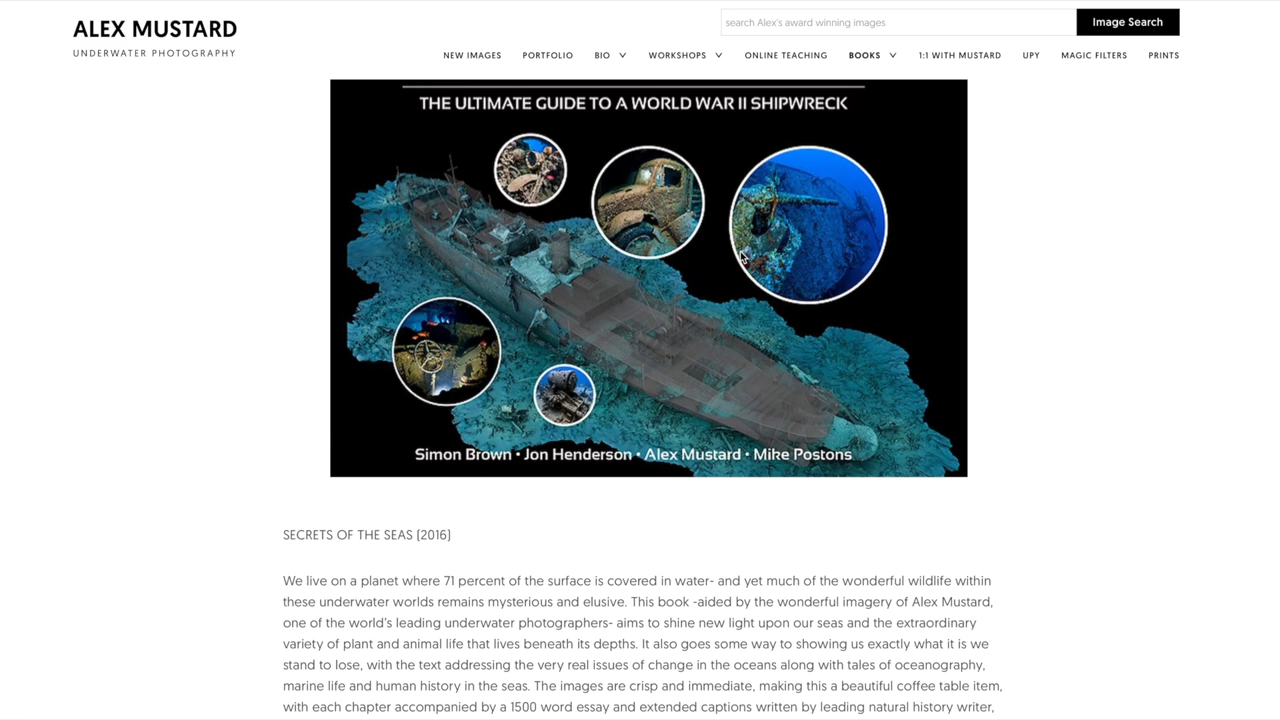 ALEX MUSTARD
UNDERWATER PHOTOGRAPHY
search Alex's award winning images
Image Search
NEW IMAGES PORTFOLIO BIO WORKSHOPS ONLINE TEACHING BOOKS 1:1 WITH MUSTARD UPY MAGIC FILTERS PRINTS
THE ULTIMATE GUIDE TO A WORLD WAR II SHIPWRECK
Simon Brown • Jon Henderson • Alex Mustard • Mike Postons
SECRETS OF THE SEAS (2016)
We live on a planet where 71 percent of the surface is covered in water- and yet much of the wonderful wildlife within
these underwater worlds remains mysterious and elusive. This book -aided by the wonderful imagery of Alex Mustard,
one of the world's leading underwater photographers- aims to shine new light upon our seas and the extraordinary
variety of plant and animal life that lives beneath its depths. It also goes some way to showing us exactly what it is we
stand to lose, with the text addressing the very real issues of change in the oceans along with tales of oceanography,
marine life and human history in the seas. The images are crisp and immediate, making this a beautiful coffee table item,
with each chapter accompanied by a 1500 word essay and extended captions written by leading natural history writer,